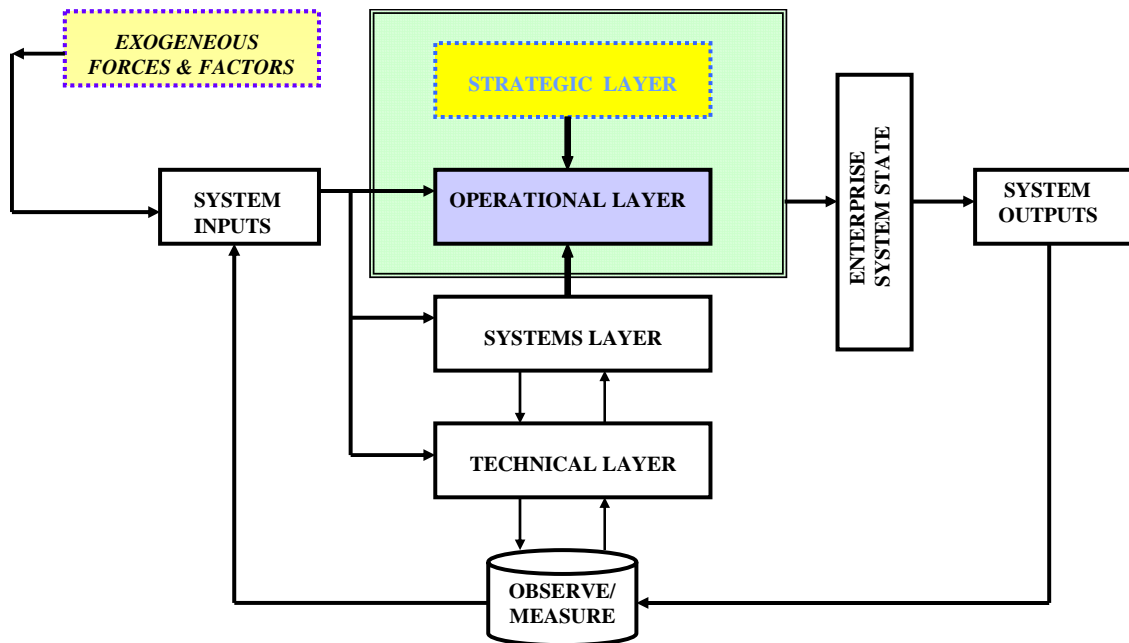 EXOGENEOUS
FORCES & FACTORS
STRATEGIC LAYER
SYSTEM
INPUTS
OPERATIONAL LAYER
ENTERPRISE
SYSTEM STATE
SYSTEM
OUTPUTS
SYSTEMS LAYER
TECHNICAL LAYER
OBSERVE/
MEASURE